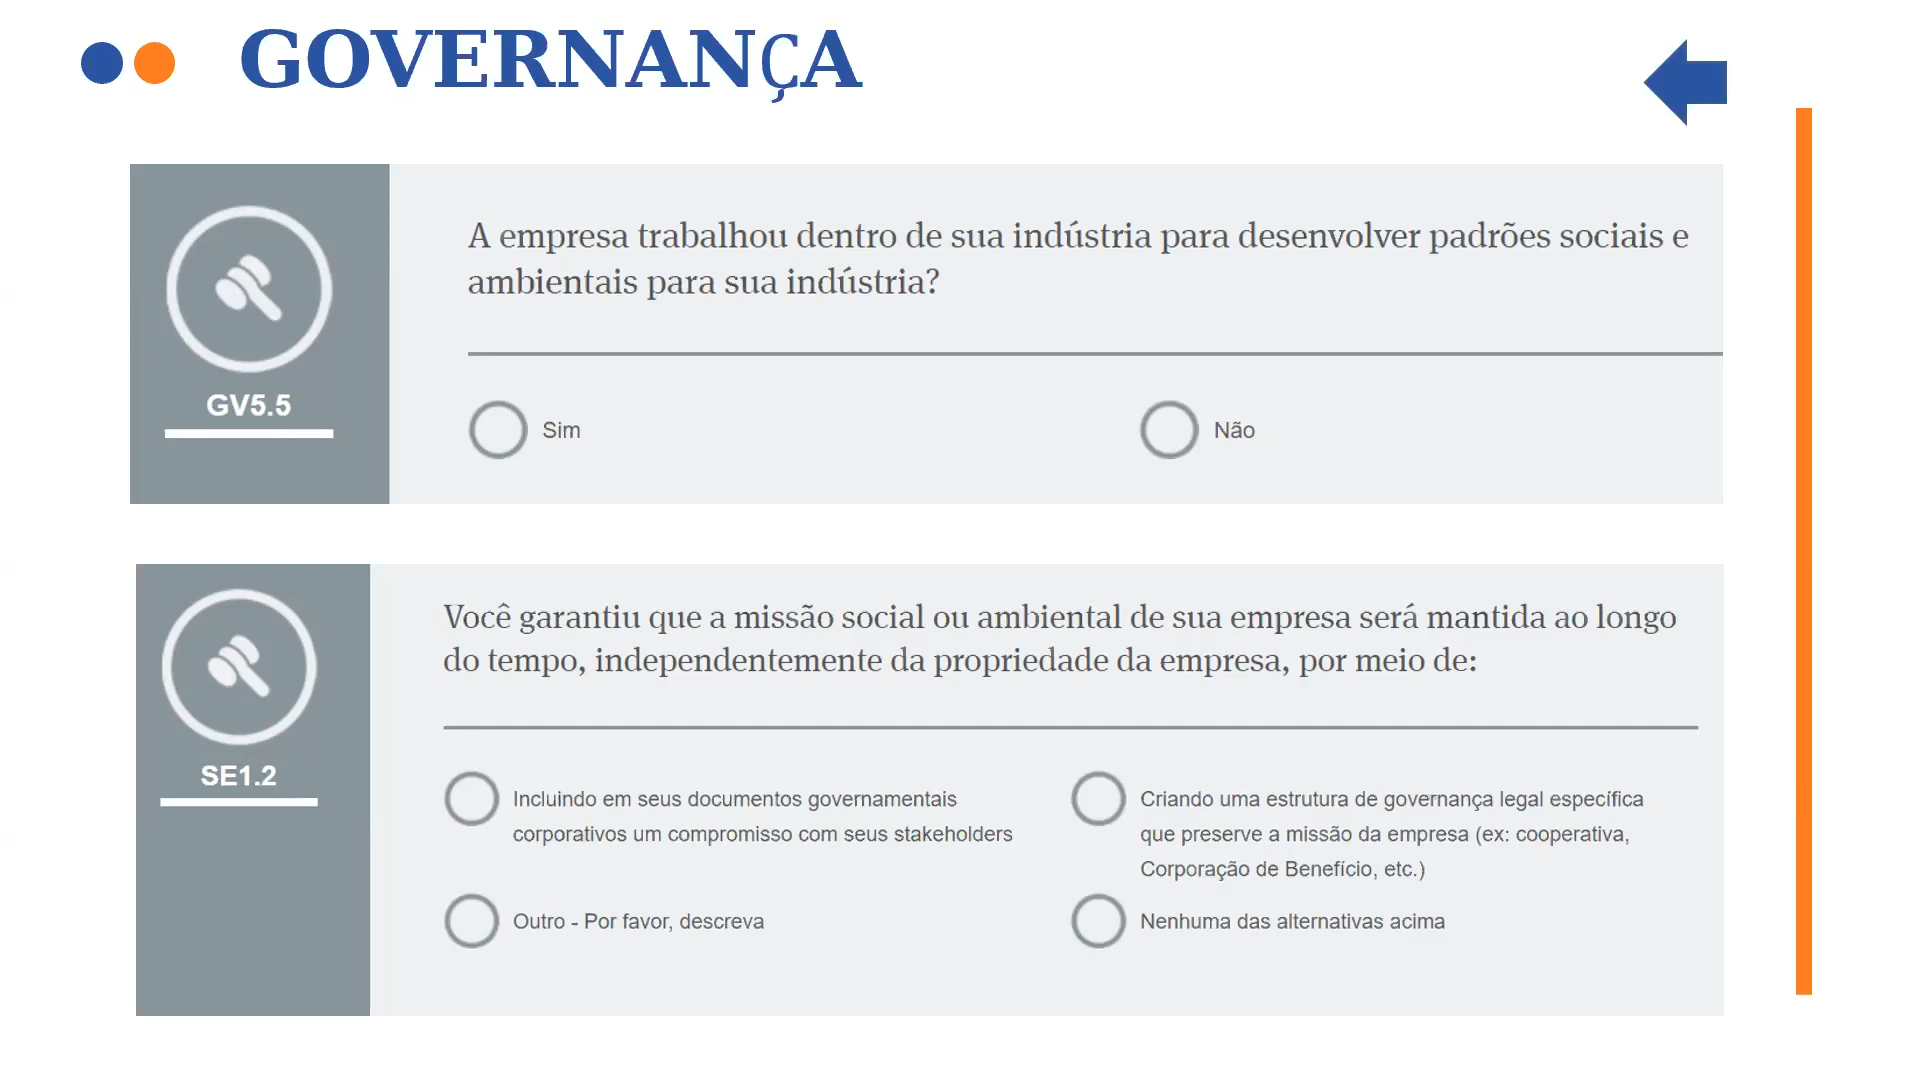 GOVERNANÇA
A empresa trabalhou dentro de sua indústria para desenvolver padrões sociais e
ambientais para sua indústria?
GV5.5
Sim
Não
Você garantiu que a missão social ou ambiental de sua empresa será mantida ao longo
do tempo, independentemente da propriedade da empresa, por meio de:
SE1.2
Incluindo em seus documentos governamentais
corporativos um compromisso com seus stakeholders
Criando uma estrutura de governança legal específica
que preserve a missão da empresa (ex: cooperativa,
Corporação de Benefício, etc.)
Outro - Por favor, descreva
Nenhuma das alternativas acima